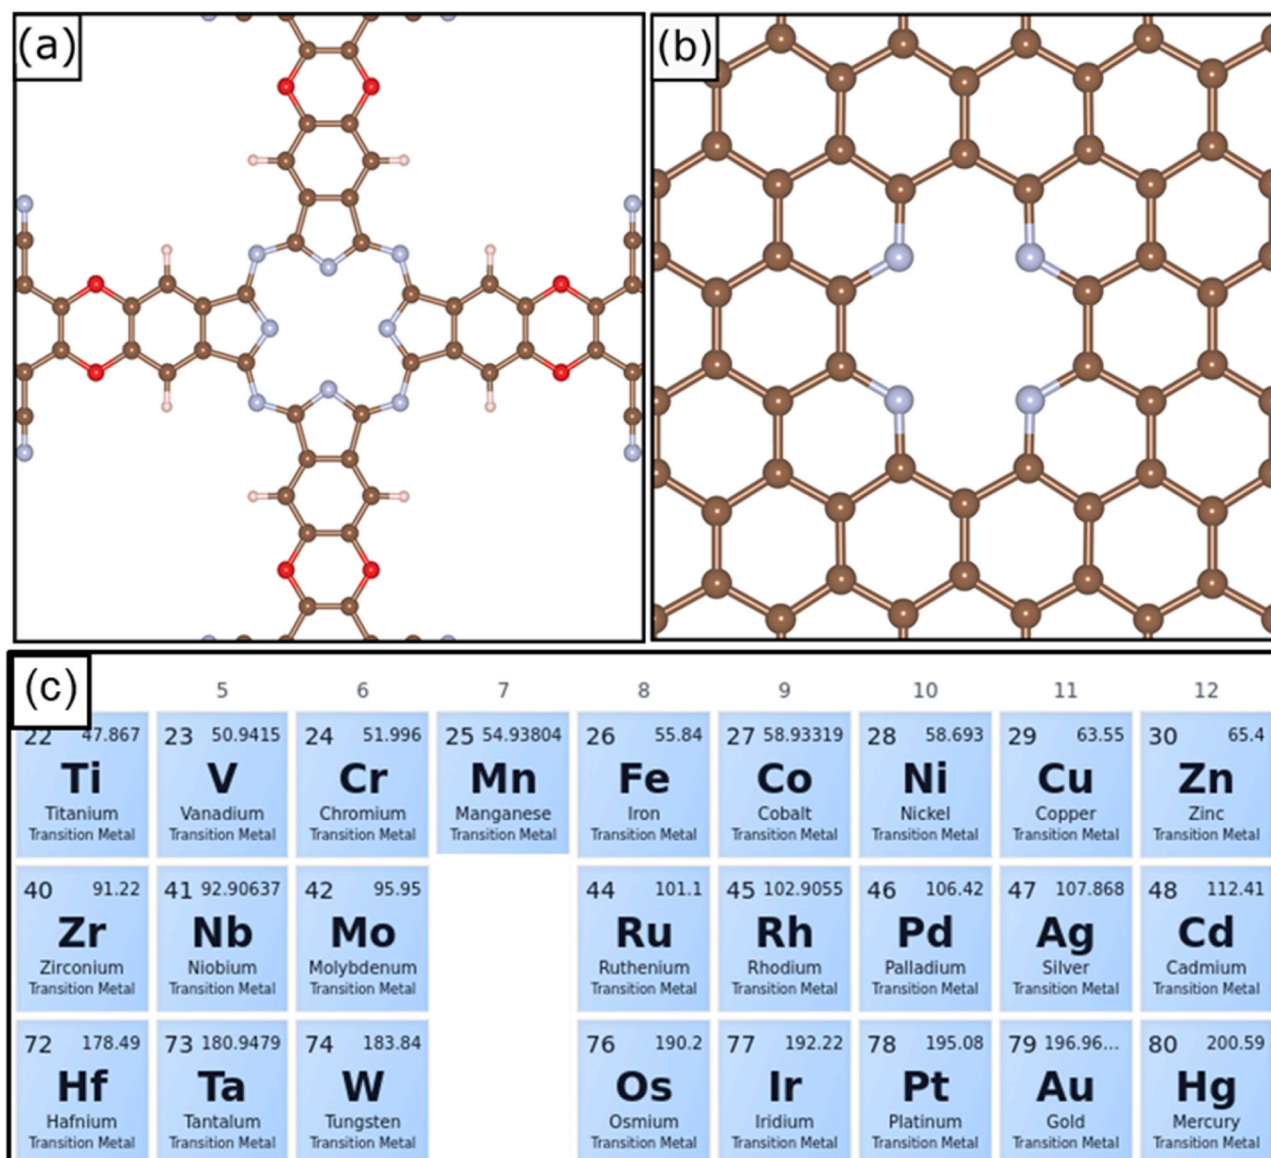 (a)
(b)
(c)
5 6 7 8 9 10 11 12
22 47.867 23 50.9415 24 51.996 25 54.93804 26 55.84 27 58.93319 28 58.693 29 63.55 30 65.4
Ti V Cr Mn Fe Co Ni Cu Zn
Titanium Vanadium Chromium Manganese Iron Cobalt Nickel Copper Zinc
Transition Metal Transition Metal Transition Metal Transition Metal Transition Metal Transition Metal Transition Metal Transition Metal Transition Metal
40 91.22 41 92.90637 42 95.95 44 101.1 45 102.9055 46 106.42 47 107.868 48 112.41
Zr Nb Mo Ru Rh Pd Ag Cd
Zirconium Niobium Molybdenum Ruthenium Rhodium Palladium Silver Cadmium
Transition Metal Transition Metal Transition Metal Transition Metal Transition Metal Transition Metal Transition Metal Transition Metal
72 178.49 73 180.9479 74 183.84 76 190.2 77 192.22 78 195.08 79 196.96... 80 200.59
Hf Ta W Os Ir Pt Au Hg
Hafnium Tantalum Tungsten Osmium Iridium Platinum Gold Mercury
Transition Metal Transition Metal Transition Metal Transition Metal Transition Metal Transition Metal Transition Metal Transition Metal